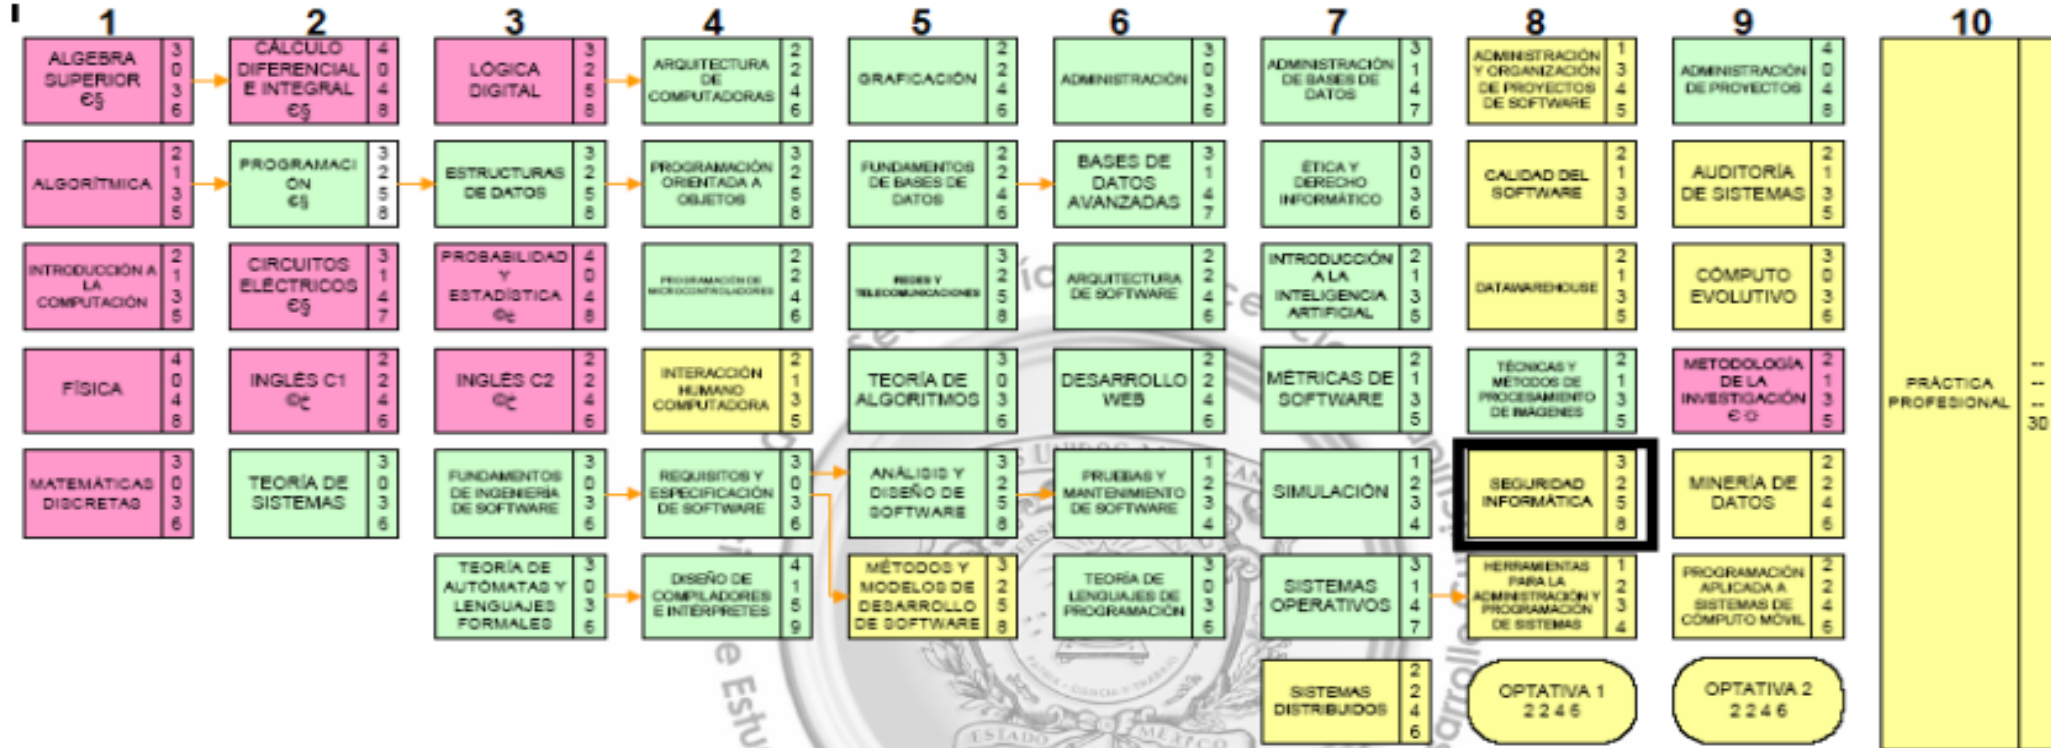 1 2 3 4 5 6 7 8 9 10
ALGEBRA
SUPERIOR
€§
3
0
3
6
CÁLCULO
DIFERENCIAL
E INTEGRAL
€§
4
0
4
8
LÓGICA
DIGITAL
3
2
5
8
ARQUITECTURA
DE
COMPUTADORAS
2
2
4
6
GRAFICACIÓN
2
2
4
6
ADMINISTRACIÓN
3
0
3
6
ADMINISTRACIÓN
DE BASES DE
DATOS
3
1
4
7
ADMINISTRACIÓN
Y ORGANIZACIÓN
DE PROYECTOS
DE SOFTWARE
1
3
4
5
ADMINISTRACIÓN
DE PROYECTOS
4
0
4
8
ALGORÍTMICA
2
1
3
5
PROGRAMACI
ÓN
€§
3
2
5
8
ESTRUCTURAS
DE DATOS
3
2
5
8
PROGRAMACIÓN
ORIENTADA A
OBJETOS
3
2
5
8
FUNDAMENTOS
DE BASES DE
DATOS
2
2
4
6
BASES DE
DATOS
AVANZADAS
3
1
4
7
ÉTICA Y
DERECHO
INFORMÁTICO
3
0
3
6
CALIDAD DEL
SOFTWARE
2
1
3
5
AUDITORÍA
DE SISTEMAS
2
1
3
5
INTRODUCCIÓN A
LA
COMPUTACIÓN
2
1
3
5
CIRCUITOS
ELÉCTRICOS
€§
3
1
4
7
PROBABILIDAD
Y
ESTADÍSTICA
4
0
4
8
PROGRAMACIÓN DE
MICROCONTROLADORES
2
2
4
6
REDES Y
TELECOMUNICACIONES
3
2
5
8
ARQUITECTURA
DE SOFTWARE
2
2
4
6
INTRODUCCIÓN
A LA
INTELIGENCIA
ARTIFICIAL
2
1
3
5
DATAWAREHOUSE
2
1
3
5
CÓMPUTO
EVOLUTIVO
3
0
3
6
FÍSICA
4
0
4
8
INGLÉS C1
2
2
4
6
INGLÉS C2
2
2
4
6
INTERACCIÓN
HUMANO
COMPUTADORA
2
1
3
5
TEORÍA DE
ALGORITMOS
3
0
3
6
DESARROLLO
WEB
2
2
4
6
MÉTRICAS DE
SOFTWARE
2
1
3
5
TÉCNICAS Y
MÉTODOS DE
PROCESAMIENTO
DE IMÁGENES
2
1
3
5
METODOLOGÍA
DE LA
INVESTIGACIÓN
2
1
3
5
PRÁCTICA
PROFESIONAL
--
--
--
30
MATEMÁTICAS
DISCRETAS
3
0
3
6
TEORÍA DE
SISTEMAS
3
0
3
6
FUNDAMENTOS
DE INGENIERÍA
DE SOFTWARE
3
0
3
6
REQUISITOS Y
ESPECIFICACIÓN
DE SOFTWARE
3
0
3
6
ANÁLISIS Y
DISEÑO DE
SOFTWARE
3
2
5
8
PRUEBAS Y
MANTENIMIENTO
DE SOFTWARE
1
2
3
4
SIMULACIÓN
1
2
3
4
SEGURIDAD
INFORMÁTICA
3
2
5
8
MINERÍA DE
DATOS
2
2
4
6
TEORÍA DE
AUTÓMATAS Y
LENGUAJES
FORMALES
3
0
3
6
DISEÑO DE
COMPILADORES
E INTÉRPRETES
4
1
5
9
MÉTODOS Y
MODELOS DE
DESARROLLO
DE SOFTWARE
3
2
5
8
TEORÍA DE
LENGUAJES DE
PROGRAMACIÓN
3
0
3
6
SISTEMAS
OPERATIVOS
3
1
4
7
HERRAMIENTAS
PARA LA
ADMINISTRACIÓN Y
PROGRAMACIÓN
DE SISTEMAS
1
2
3
4
PROGRAMACIÓN
APLICADA A
SISTEMAS DE
CÓMPUTO MÓVIL
2
2
4
6
SISTEMAS
DISTRIBUIDOS
2
2
4
6
OPTATIVA 1
2 2 4 6
OPTATIVA 2
2 2 4 6